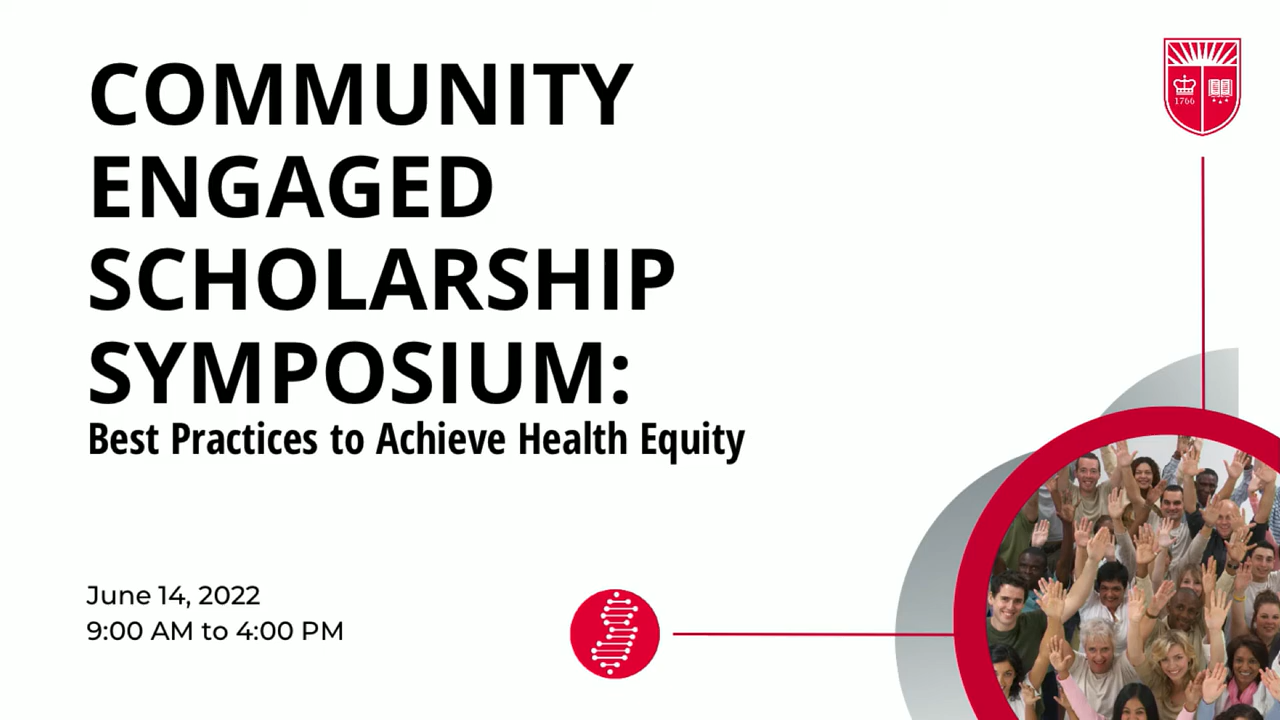 COMMUNITY
ENGAGED
SCHOLARSHIP
SYMPOSIUM:
Best Practices to Achieve Health Equity
June 14, 2022
9:00 AM to 4:00 PM
1766